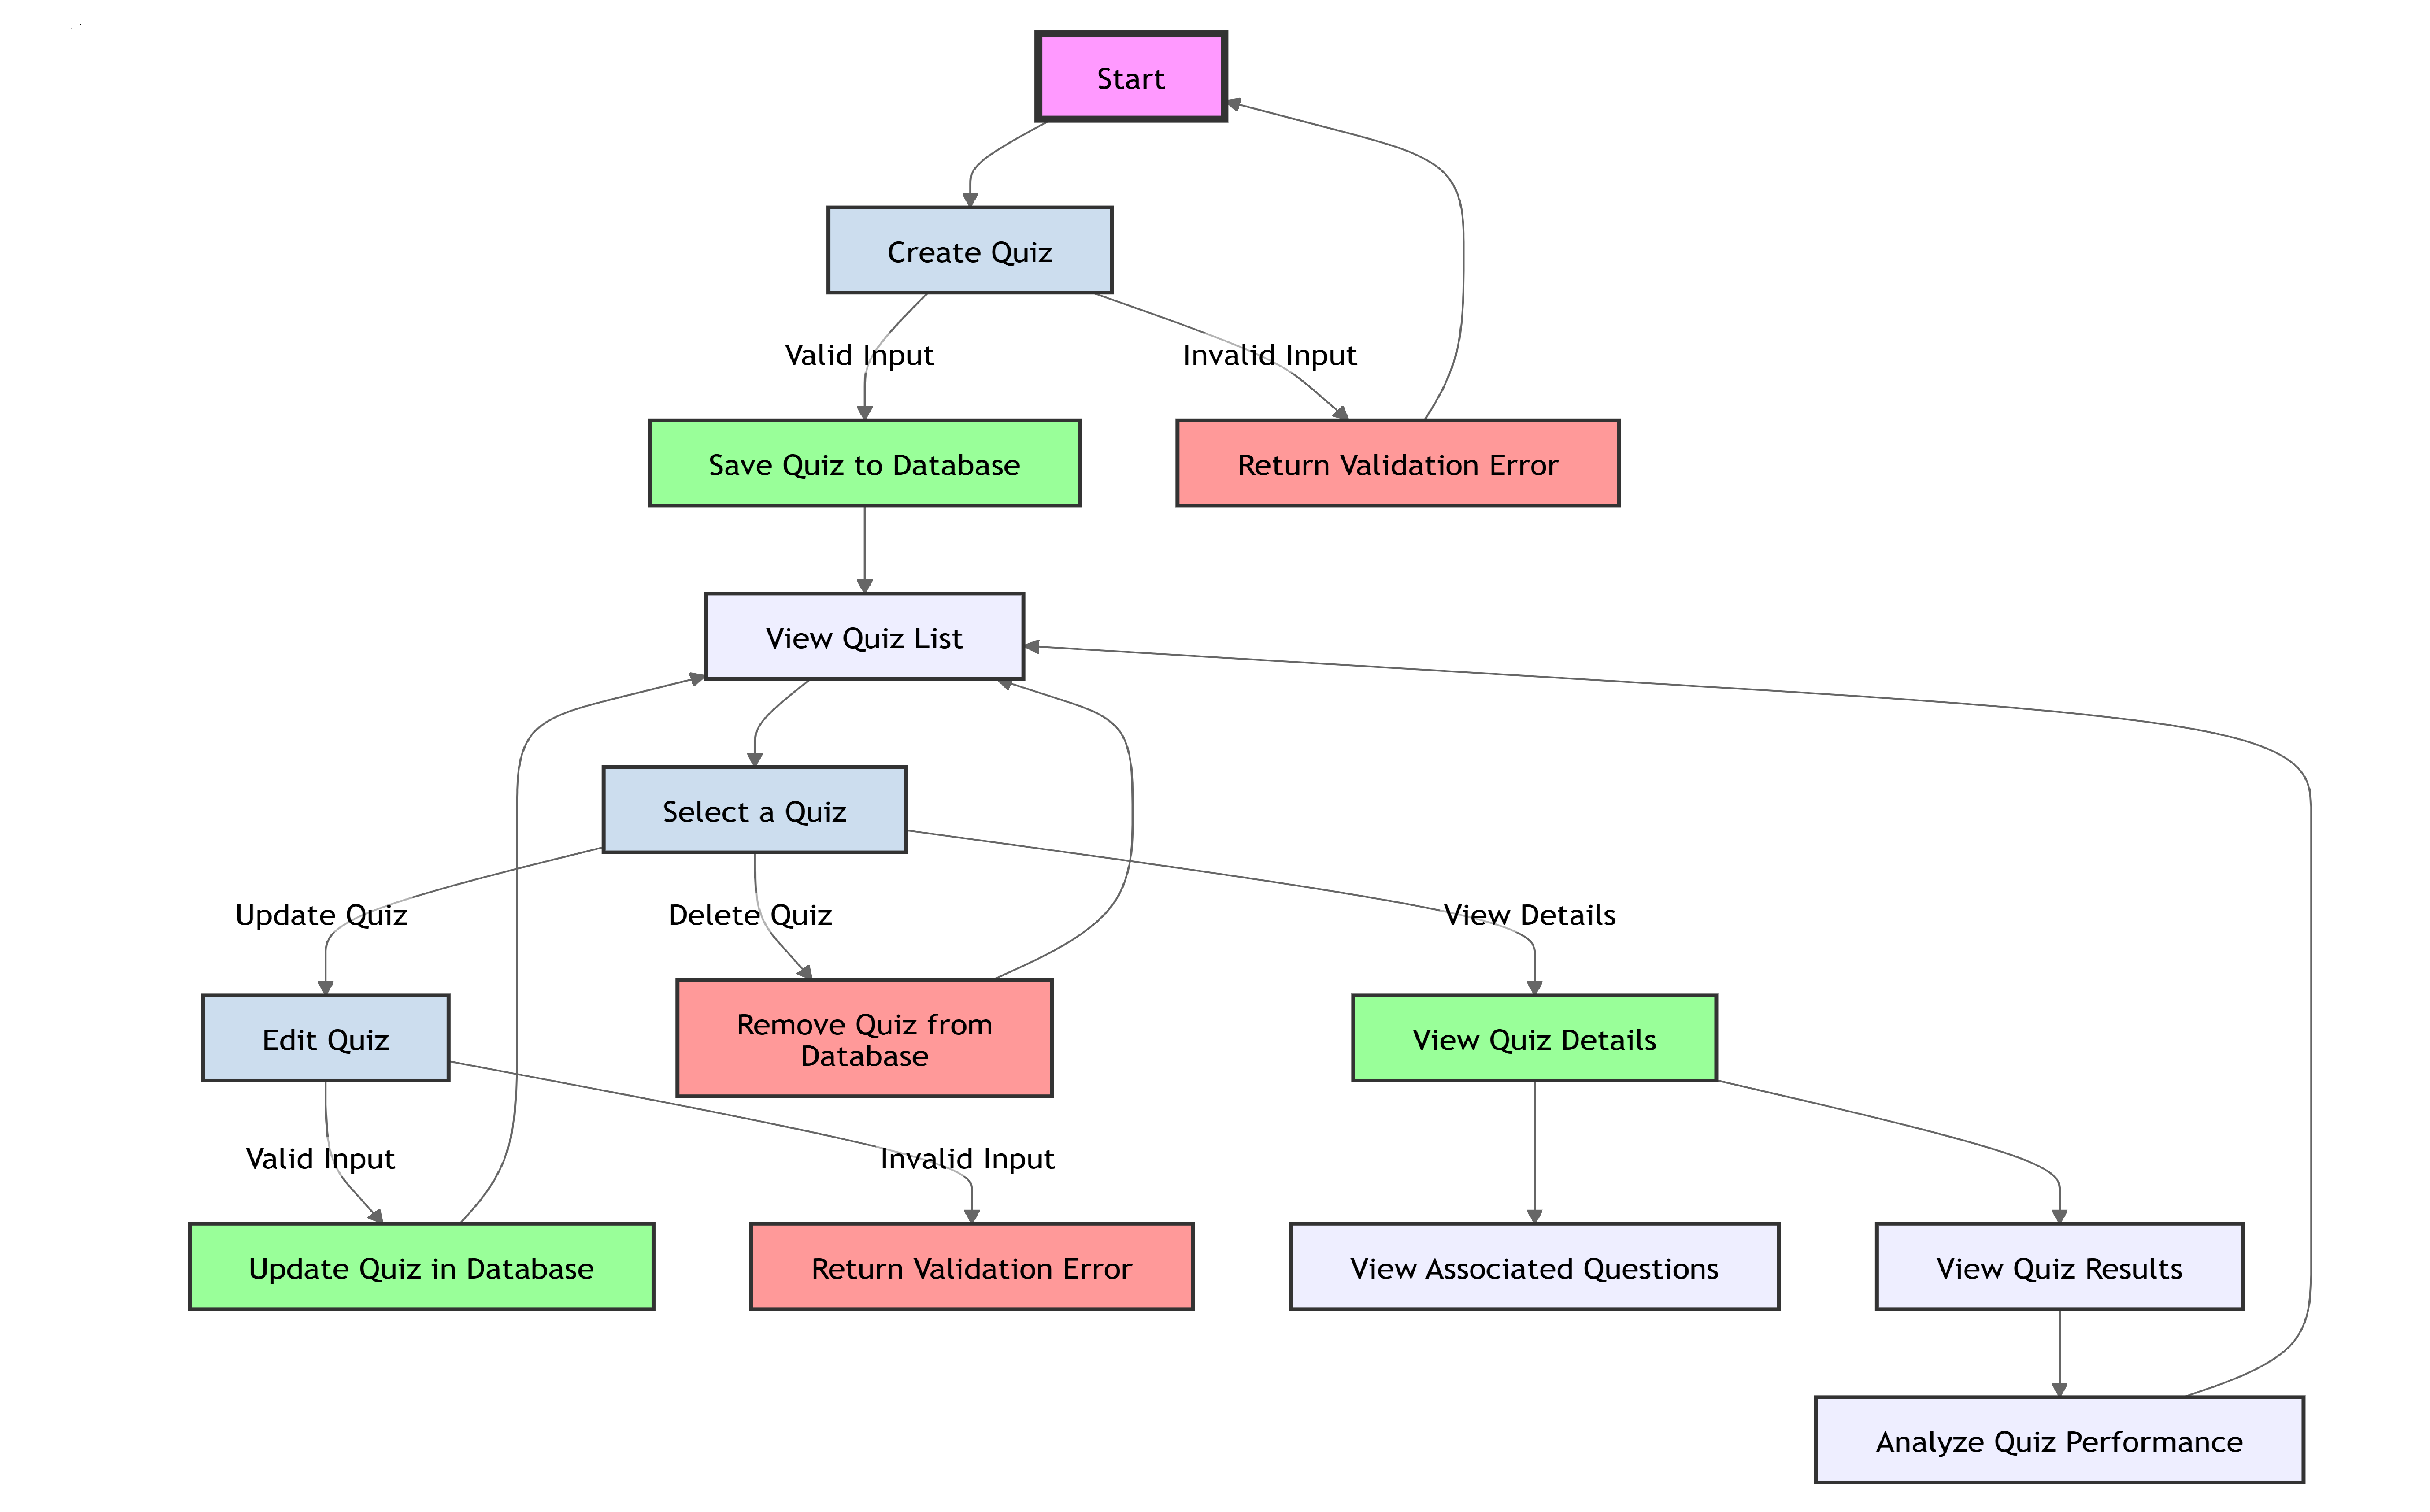 Start
Create Quiz
Valid Input
Invalid Input
Save Quiz to Database
Return Validation Error
View Quiz List
Select a Quiz
Update Quiz
Delete Quiz
View Details
Edit Quiz
Remove Quiz from
Database
View Quiz Details
Valid Input
Invalid Input
Update Quiz in Database
Return Validation Error
View Associated Questions
View Quiz Results
Analyze Quiz Performance